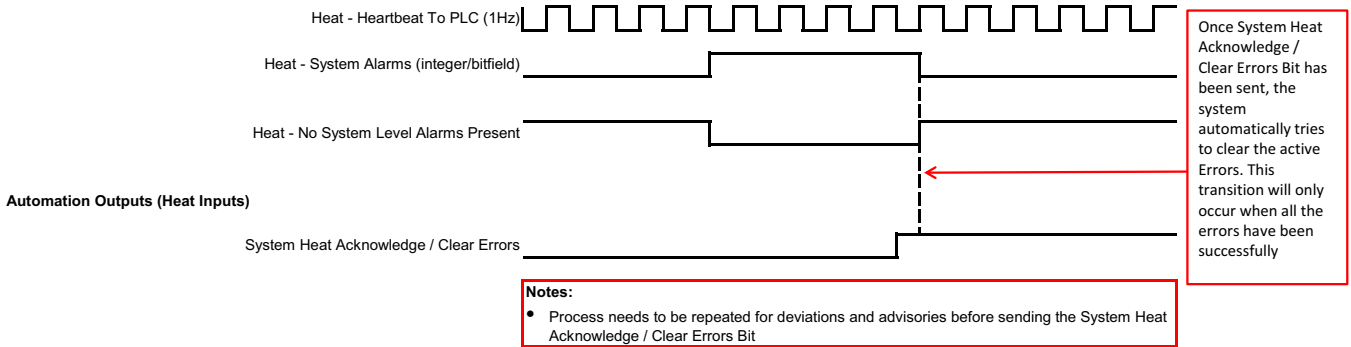 Heat - Heartbeat To PLC (1Hz)
Heat - System Alarms (integer/bitfield)
Heat - No System Level Alarms Present
Automation Outputs (Heat Inputs)
System Heat Acknowledge / Clear Errors
Once System Heat
Acknowledge /
Clear Errors Bit has
been sent, the
system
automatically tries
to clear the active
Errors. This
transition will only
occur when all the
errors have been
successfully
Notes:
• Process needs to be repeated for deviations and advisories before sending the System Heat
Acknowledge / Clear Errors Bit